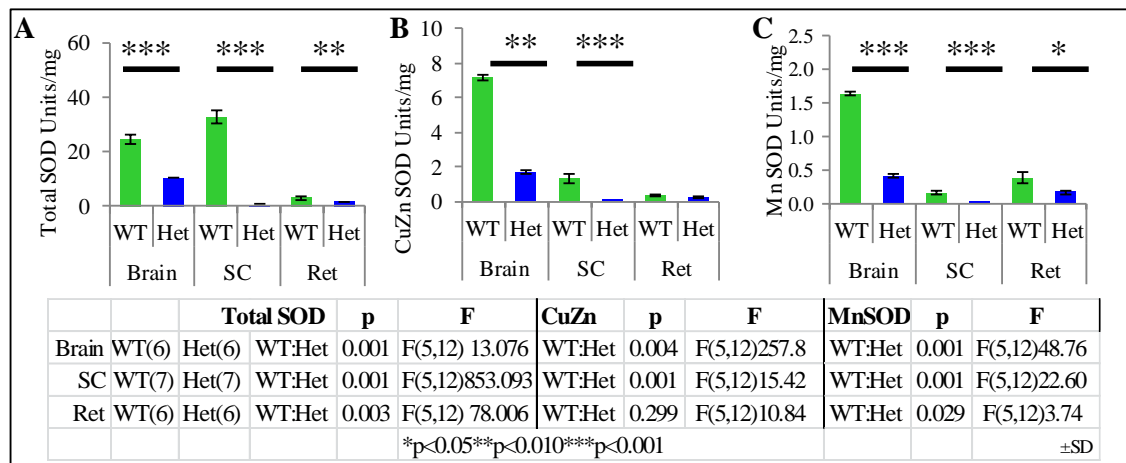 A
***
***
**
Total SOD Units/mg
60
40
20
0
WT Het WT Het WT Het
Brain SC Ret
B
**
***
CuZn SOD Units/mg
10
8
6
4
2
0
WT Het WT Het WT Het
Brain SC Ret
C
***
***
*
Mn SOD Units/mg
2.5
2.0
1.5
1.0
0.5
0.0
WT Het WT Het WT Het
Brain SC Ret
Total SOD p F CuZn p F MnSOD p F
Brain WT(6) Het(6) WT:Het 0.001 F(5,12) 13.076 WT:Het 0.004 F(5,12)257.8 WT:Het 0.001 F(5,12)48.76
SC WT(7) Het(7) WT:Het 0.001 F(5,12)853.093 WT:Het 0.001 F(5,12)15.42 WT:Het 0.001 F(5,12)22.60
Ret WT(6) Het(6) WT:Het 0.003 F(5,12) 78.006 WT:Het 0.299 F(5,12)10.84 WT:Het 0.029 F(5,12)3.74
*p<0.05**p<0.010***p<0.001 ±SD